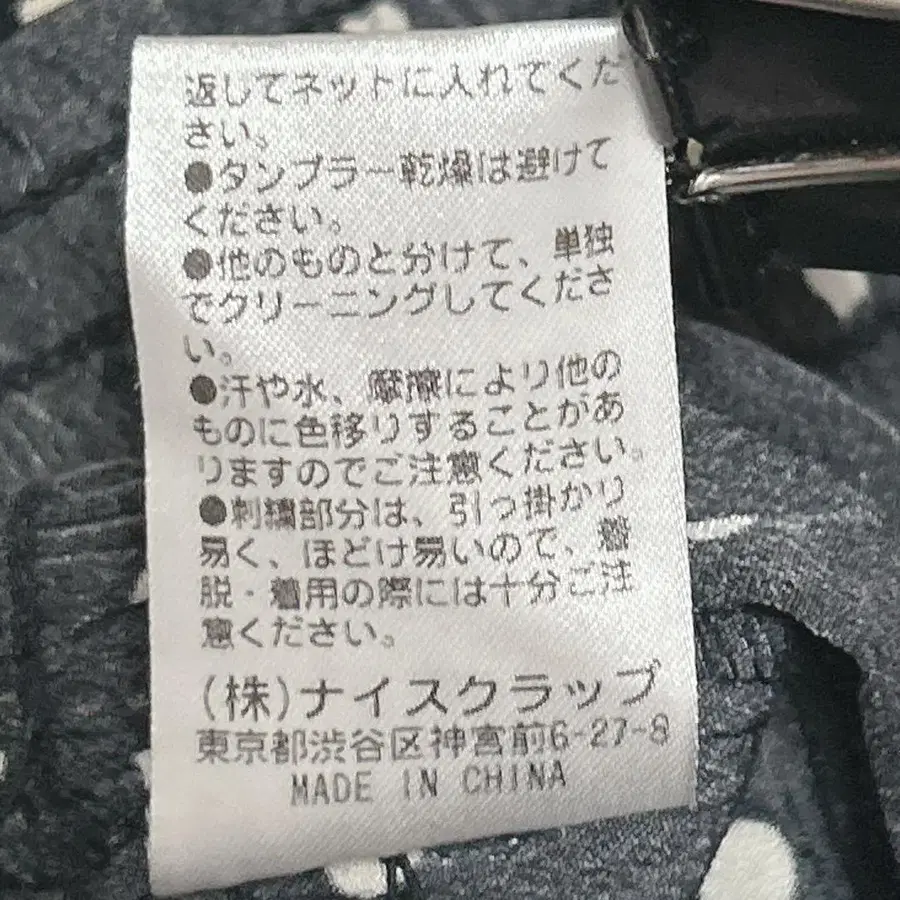 返してネットに入れてくだ
さい。
●タンブラー乾燥は避けて
ください。
●他のものと分けて、単独
でクリーニングしてくださ
い。
●汗や水、摩擦により他の
ものに色移りすることがあ
りますのでご注意ください。
●刺繍部分は、引っ掛かり
易く、ほどけ易いので、着
脱・着用の際には十分ご注
意ください。
(株)ナイスクラップ
東京都渋谷区神宮前6-27-8
MADE IN CHINA